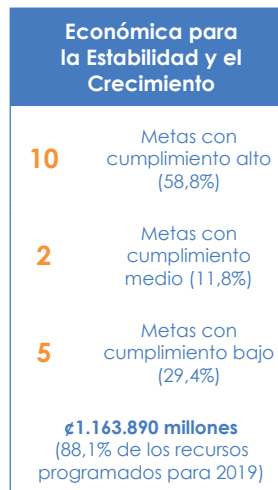 Económica para
la Estabilidad y el
Crecimiento
10
Metas con
cumplimiento alto
(58,8%)
2
Metas con
cumplimiento
medio (11,8%)
5
Metas con
cumplimiento bajo
(29,4%)
¢1.163.890 millones
(88,1% de los recursos
programados para 2019)